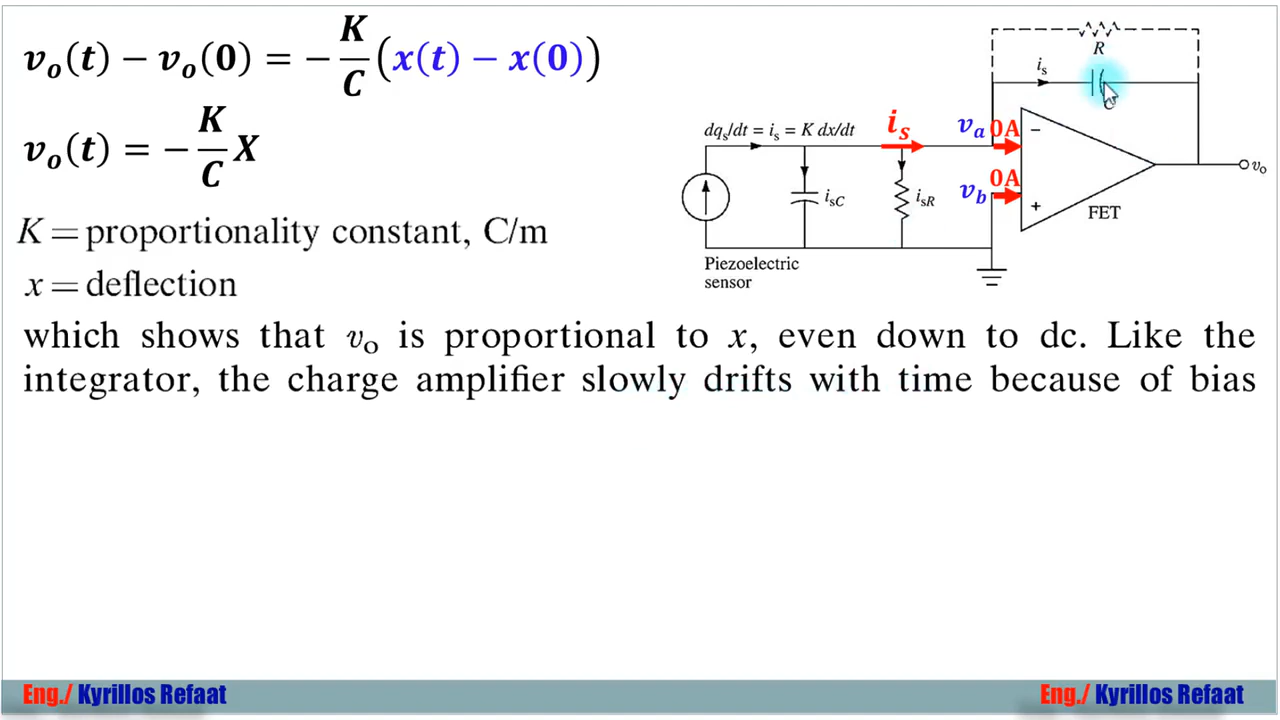 v_o(t) − v_o(0) = −K/C (x(t) − x(0))
v_o(t) = −K/C X
K = proportionality constant, C/m
x = deflection
which shows that v_o is proportional to x, even down to dc. Like the
integrator, the charge amplifier slowly drifts with time because of bias
R
i_s
C
dq_s/dt = i_s = K dx/dt
i_s
v_a 0A
−
i_sC
i_sR
v_b 0A
+
FET
v_o
Piezoelectric
sensor
Eng./ Kyrillos Refaat
Eng./ Kyrillos Refaat